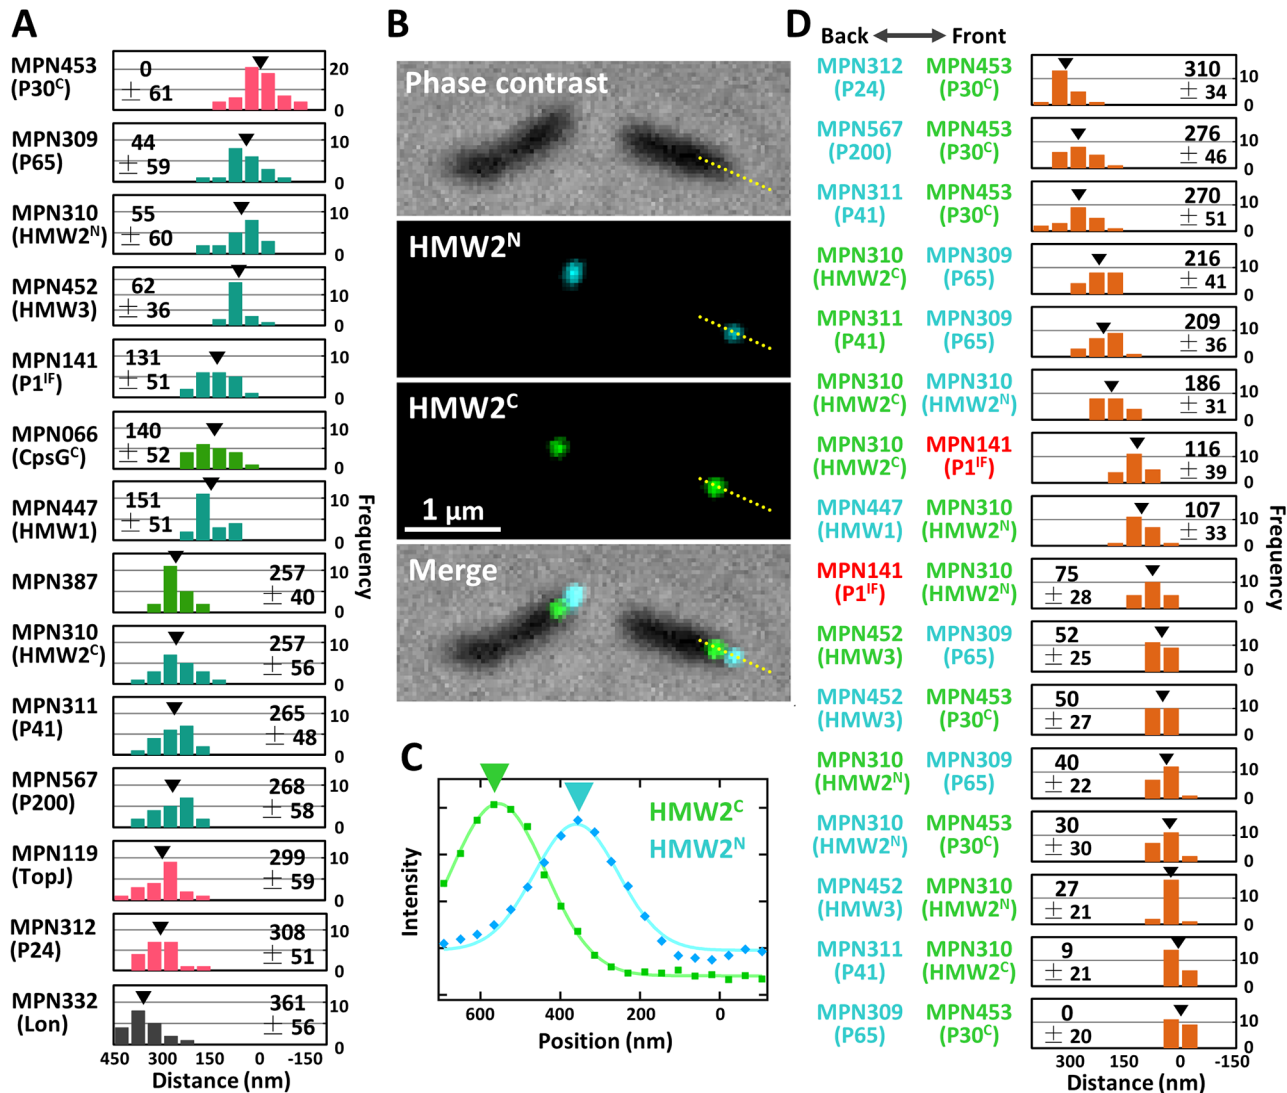 A
MPN453
(P30ᶜ)
0
± 61
20
10
0
MPN309
(P65)
44
± 59
10
0
MPN310
(HMW2ᴺ)
55
± 60
10
0
MPN452
(HMW3)
62
± 36
10
0
MPN141
(P1ᴵF)
131
± 51
10
0
MPN066
(CpsGᶜ)
140
± 52
10
0
MPN447
(HMW1)
151
± 51
10
0
MPN387
257
± 40
10
0
MPN310
(HMW2ᶜ)
257
± 56
10
0
MPN311
(P41)
265
± 48
10
0
MPN567
(P200)
268
± 58
10
0
MPN119
(TopJ)
299
± 59
10
0
MPN312
(P24)
308
± 51
10
0
MPN332
(Lon)
361
± 56
10
0
450 300 150 0 -150
Distance (nm)
Frequency
B
Phase contrast
HMW2ᴺ
HMW2ᶜ
1 µm
Merge
C
HMW2ᶜ
HMW2ᴺ
Intensity
600 400 200 0
Position (nm)
D
Back Front
MPN312 MPN453
(P24) (P30ᶜ)
310
± 34
10
0
MPN567 MPN453
(P200) (P30ᶜ)
276
± 46
10
0
MPN311 MPN453
(P41) (P30ᶜ)
270
± 51
10
0
MPN310 MPN309
(HMW2ᶜ) (P65)
216
± 41
10
0
MPN311 MPN309
(P41) (P65)
209
± 36
10
0
MPN310 MPN310
(HMW2ᶜ) (HMW2ᴺ)
186
± 31
10
0
MPN310 MPN141
(HMW2ᶜ) (P1ᴵF)
116
± 39
10
0
MPN447 MPN310
(HMW1) (HMW2ᴺ)
107
± 33
10
0
MPN141 MPN310
(P1ᴵF) (HMW2ᴺ)
75
± 28
10
0
MPN452 MPN309
(HMW3) (P65)
52
± 25
10
0
MPN452 MPN453
(HMW3) (P30ᶜ)
50
± 27
10
0
MPN310 MPN309
(HMW2ᴺ) (P65)
40
± 22
10
0
MPN310 MPN453
(HMW2ᴺ) (P30ᶜ)
30
± 30
10
0
MPN452 MPN310
(HMW3) (HMW2ᴺ)
27
± 21
10
0
MPN311 MPN310
(P41) (HMW2ᶜ)
9
± 21
10
0
MPN309 MPN453
(P65) (P30ᶜ)
0
± 20
10
0
300 150 0 -150
Distance (nm)
Frequency